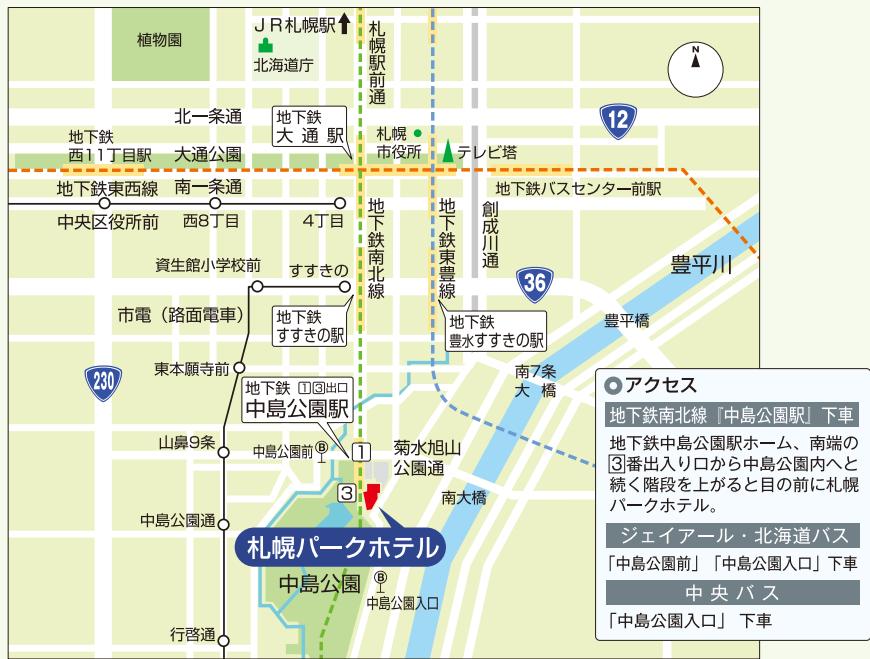 植物園
JR札幌駅
北海道庁
札幌駅前通
N
北一条通
12
地下鉄
大通駅
札幌
市役所
テレビ塔
地下鉄
西11丁目駅
大通公園
地下鉄バスセンター前駅
地下鉄東西線
南一条通
中央区役所前
西8丁目
4丁目
地下鉄南北線
地下鉄東豊線
創成川通
豊平川
資生館小学校前
すすきの
36
市電(路面電車)
地下鉄
すすきの駅
地下鉄
豊水すすきの駅
豊平橋
230
東本願寺前
南7条
大橋
地下鉄 1 3出口
中島公園駅
山鼻9条
中島公園前
B
1
菊水旭山
公園通
3
南大橋
中島公園通
札幌パークホテル
中島公園
B
中島公園入口
行啓通
アクセス
地下鉄南北線『中島公園駅』下車
地下鉄中島公園駅ホーム、南端の
3番出入り口から中島公園内へと
続く階段を上がると目の前に札幌
パークホテル。
ジェイアール・北海道バス
「中島公園前」「中島公園入口」下車
中央バス
「中島公園入口」下車